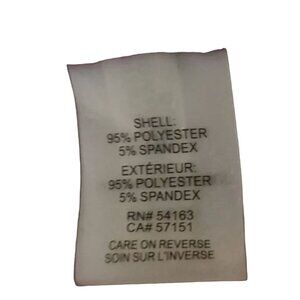 SHELL:
95% POLYESTER
5% SPANDEX
EXTÉRIEUR:
95% POLYESTER
5% SPANDEX
RN# 54163
CA# 57151
CARE ON REVERSE
SOIN SUR L'INVERSE